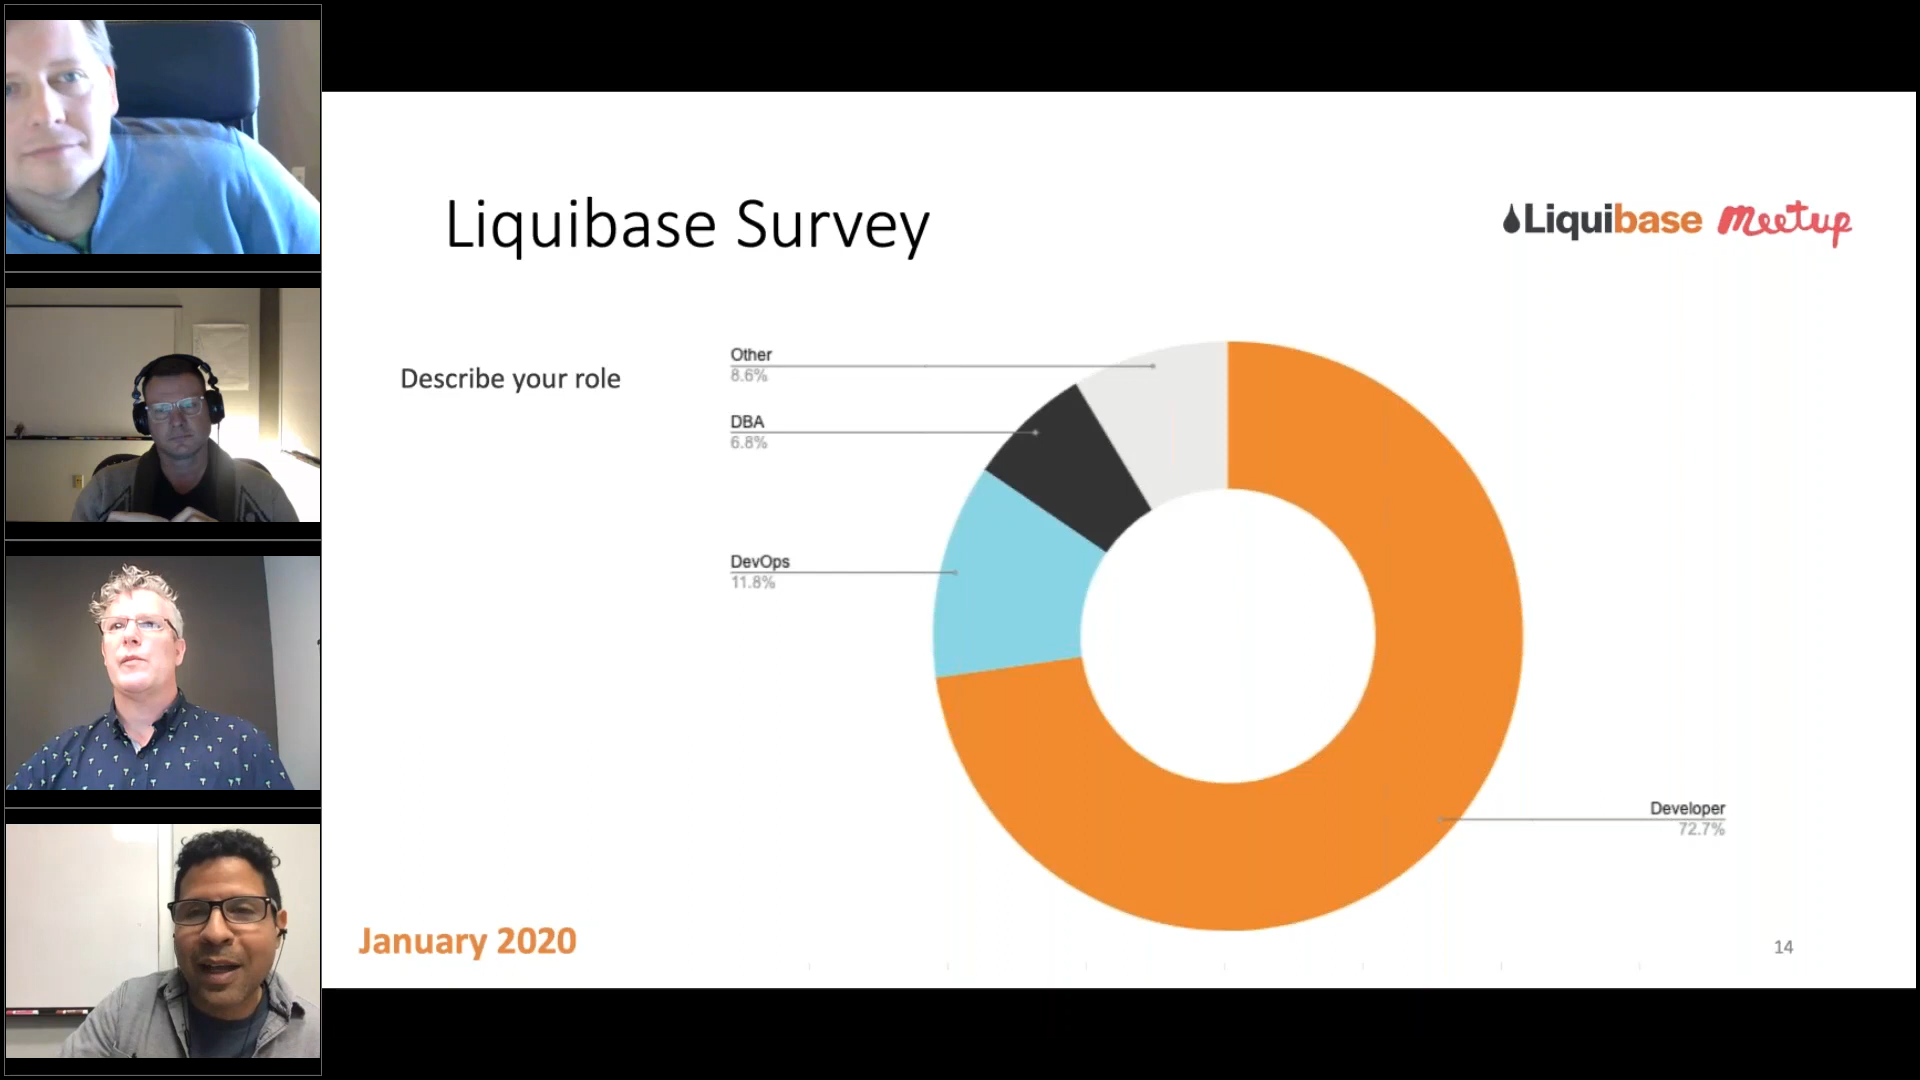 Liquibase Survey
Liquibase Meetup
Describe your role
Other
8.6%
DBA
6.8%
DevOps
11.8%
Developer
72.7%
January 2020
14